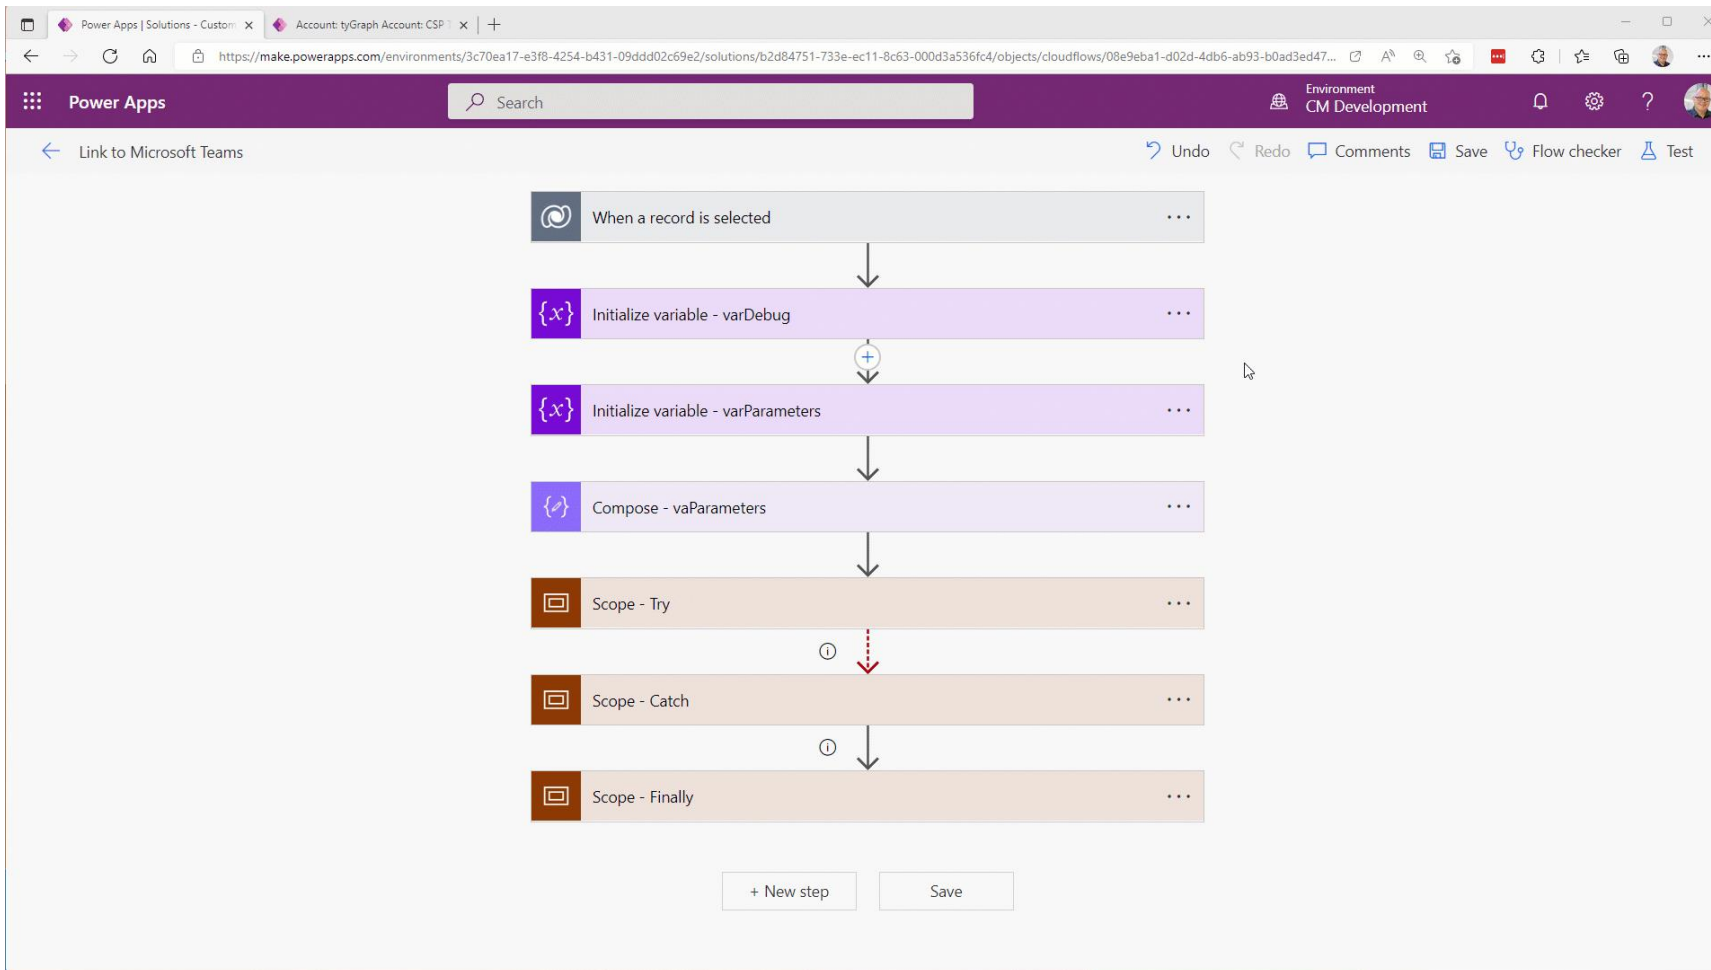 Power Apps | Solutions - Custom
Account: tyGraph Account: CSP T
https://make.powerapps.com/environments/3c70ea17-e3f8-4254-b431-09ddd02c69e2/solutions/b2d84751-733e-ec11-8c63-000d3a536fc4/objects/cloudflows/08e9eba1-d02d-4db6-ab93-b0ad3ed47...
Power Apps
Search
Environment
CM Development
Link to Microsoft Teams
Undo
Redo
Comments
Save
Flow checker
Test
When a record is selected
{x} Initialize variable - varDebug
{x} Initialize variable - varParameters
Compose - vaParameters
Scope - Try
Scope - Catch
Scope - Finally
+ New step
Save